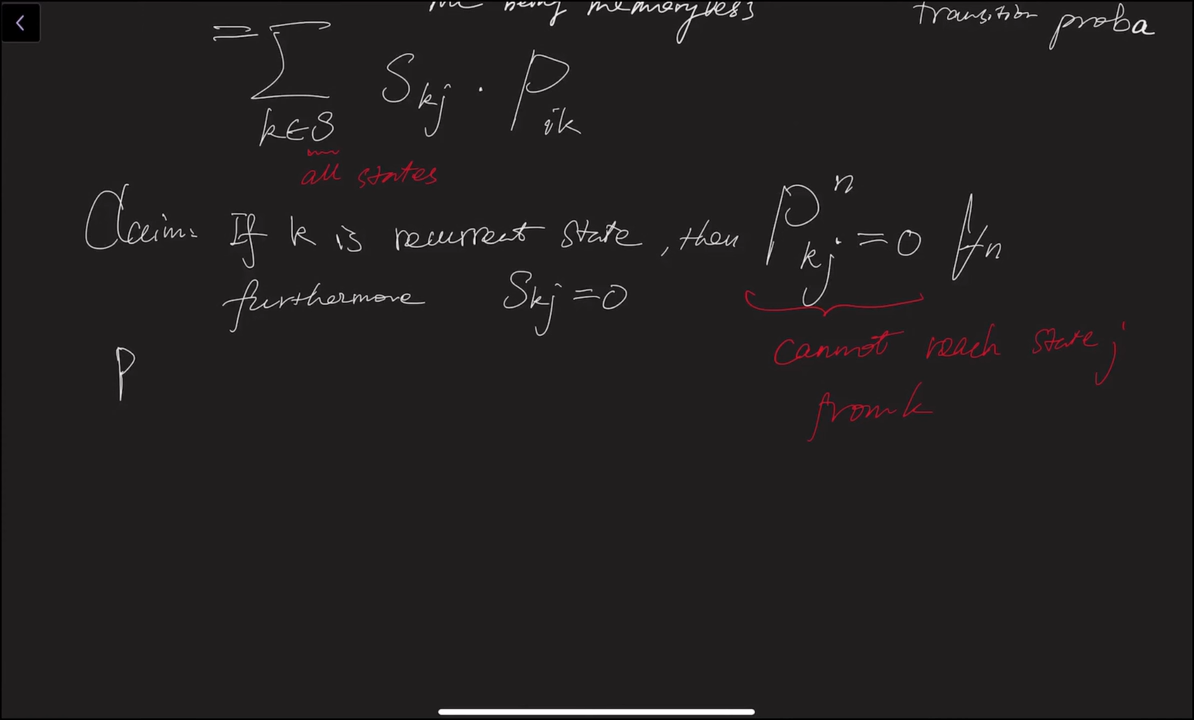 being memoryless} transition proba
= ∑ S_kj · P_ik
k∈S
all states
Claim: If k is recurrent state, then P^n_kj = 0 ∀n
furthermore S_kj = 0
cannot reach state j
from k
P